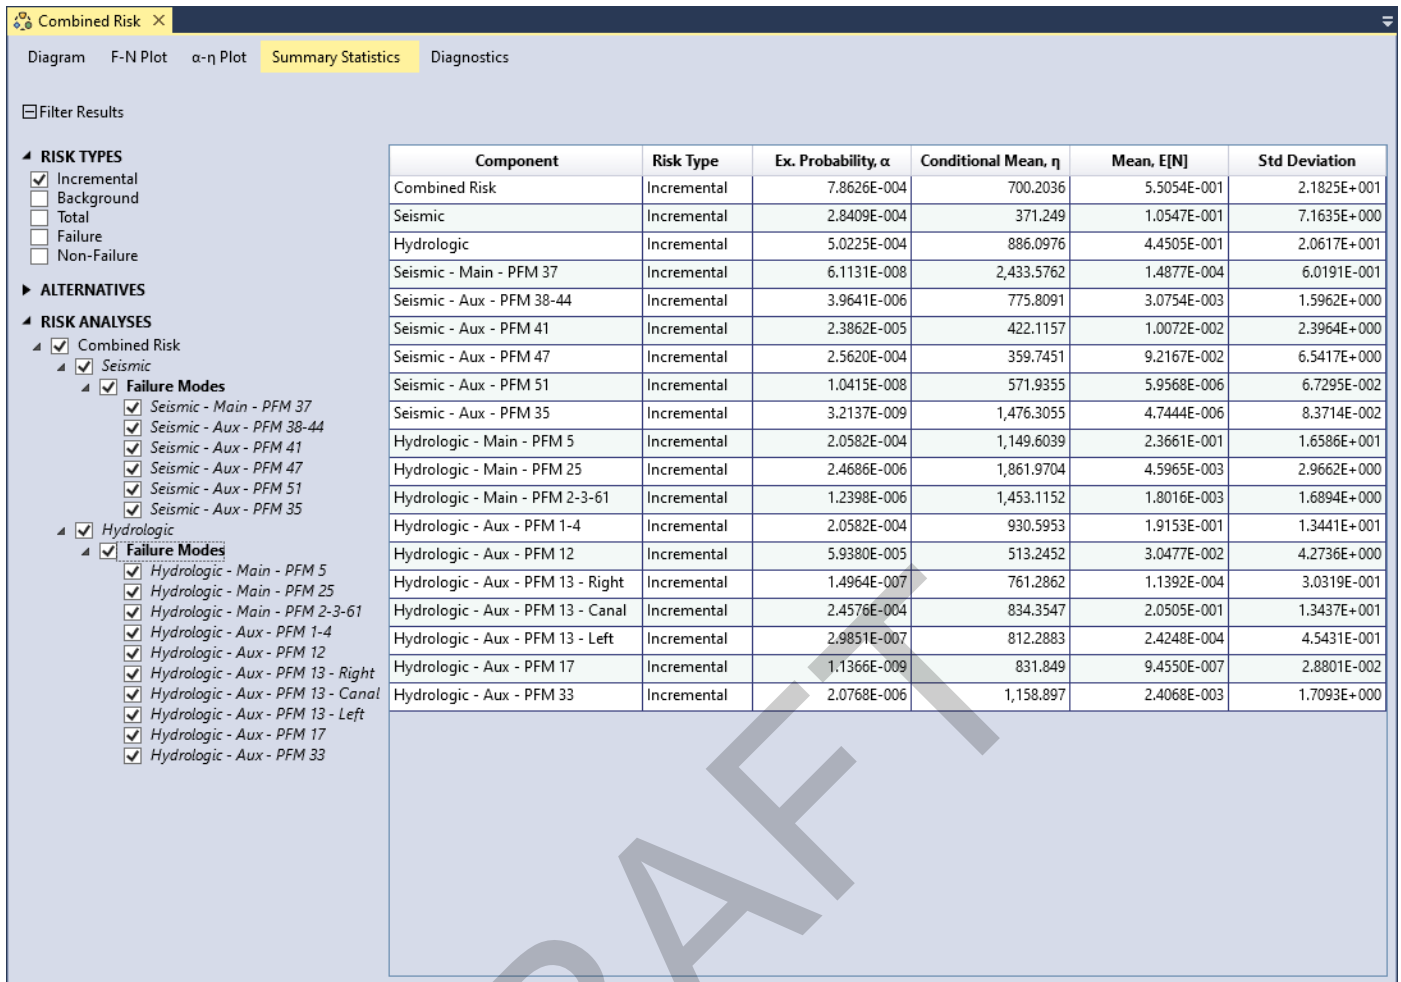 Combined Risk
Diagram F-N Plot α-η Plot Summary Statistics Diagnostics
Filter Results
RISK TYPES
Incremental
Background
Total
Failure
Non-Failure
ALTERNATIVES
RISK ANALYSES
Combined Risk
Seismic
Failure Modes
Seismic - Main - PFM 37
Seismic - Aux - PFM 38-44
Seismic - Aux - PFM 41
Seismic - Aux - PFM 47
Seismic - Aux - PFM 51
Seismic - Aux - PFM 35
Hydrologic
Failure Modes
Hydrologic - Main - PFM 5
Hydrologic - Main - PFM 25
Hydrologic - Main - PFM 2-3-61
Hydrologic - Aux - PFM 1-4
Hydrologic - Aux - PFM 12
Hydrologic - Aux - PFM 13 - Right
Hydrologic - Aux - PFM 13 - Canal
Hydrologic - Aux - PFM 13 - Left
Hydrologic - Aux - PFM 17
Hydrologic - Aux - PFM 33
Component Risk Type Ex. Probability, α Conditional Mean, η Mean, E[N] Std Deviation
Combined Risk Incremental 7.8626E-004 700.2036 5.5054E-001 2.1825E+001
Seismic Incremental 2.8409E-004 371.249 1.0547E-001 7.1635E+000
Hydrologic Incremental 5.0225E-004 886.0976 4.4505E-001 2.0617E+001
Seismic - Main - PFM 37 Incremental 6.1131E-008 2,433.5762 1.4877E-004 6.0191E-001
Seismic - Aux - PFM 38-44 Incremental 3.9641E-006 775.8091 3.0754E-003 1.5962E+000
Seismic - Aux - PFM 41 Incremental 2.3862E-005 422.1157 1.0072E-002 2.3964E+000
Seismic - Aux - PFM 47 Incremental 2.5620E-004 359.7451 9.2167E-002 6.5417E+000
Seismic - Aux - PFM 51 Incremental 1.0415E-008 571.9355 5.9568E-006 6.7295E-002
Seismic - Aux - PFM 35 Incremental 3.2137E-009 1,476.3055 4.7444E-006 8.3714E-002
Hydrologic - Main - PFM 5 Incremental 2.0582E-004 1,149.6039 2.3661E-001 1.6586E+001
Hydrologic - Main - PFM 25 Incremental 2.4686E-006 1,861.9704 4.5965E-003 2.9662E+000
Hydrologic - Main - PFM 2-3-61 Incremental 1.2398E-006 1,453.1152 1.8016E-003 1.6894E+000
Hydrologic - Aux - PFM 1-4 Incremental 2.0582E-004 930.5953 1.9153E-001 1.3441E+001
Hydrologic - Aux - PFM 12 Incremental 5.9380E-005 513.2452 3.0477E-002 4.2736E+000
Hydrologic - Aux - PFM 13 - Right Incremental 1.4964E-007 761.2862 1.1392E-004 3.0319E-001
Hydrologic - Aux - PFM 13 - Canal Incremental 2.4576E-004 834.3547 2.0505E-001 1.3437E+001
Hydrologic - Aux - PFM 13 - Left Incremental 2.9851E-007 812.2883 2.4248E-004 4.5431E-001
Hydrologic - Aux - PFM 17 Incremental 1.1366E-009 831.849 9.4550E-007 2.8801E-002
Hydrologic - Aux - PFM 33 Incremental 2.0768E-006 1,158.897 2.4068E-003 1.7093E+000